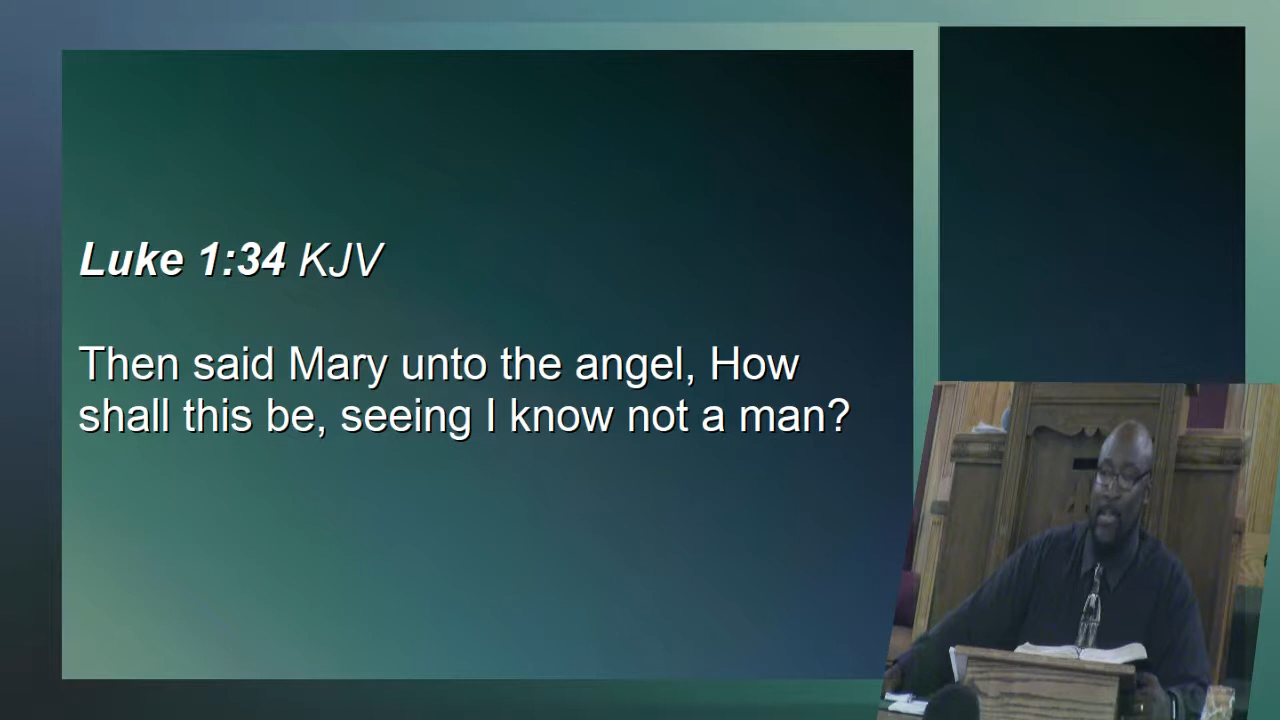 Luke 1:34 KJV
Then said Mary unto the angel, How
shall this be, seeing I know not a man?